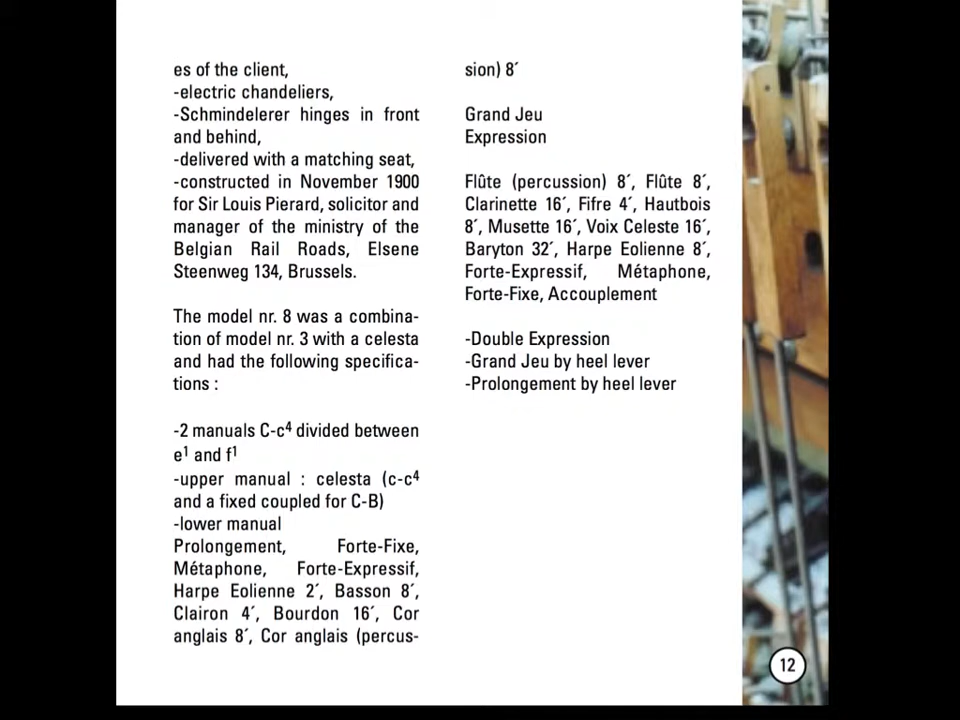 es of the client,
-electric chandeliers,
-Schmindelerer hinges in front
and behind,
-delivered with a matching seat,
-constructed in November 1900
for Sir Louis Pierard, solicitor and
manager of the ministry of the
Belgian Rail Roads, Elsene
Steenweg 134, Brussels.
The model nr. 8 was a combina-
tion of model nr. 3 with a celesta
and had the following specifica-
tions :
-2 manuals C-c⁴ divided between
e¹ and f¹
-upper manual : celesta (c-c⁴
and a fixed coupled for C-B)
-lower manual
Prolongement, Forte-Fixe,
Métaphone, Forte-Expressif,
Harpe Eolienne 2´, Basson 8´,
Clairon 4´, Bourdon 16´, Cor
anglais 8´, Cor anglais (percus-
sion) 8´
Grand Jeu
Expression
Flûte (percussion) 8´, Flûte 8´,
Clarinette 16´, Fifre 4´, Hautbois
8´, Musette 16´, Voix Celeste 16´,
Baryton 32´, Harpe Eolienne 8´,
Forte-Expressif, Métaphone,
Forte-Fixe, Accouplement
-Double Expression
-Grand Jeu by heel lever
-Prolongement by heel lever
12